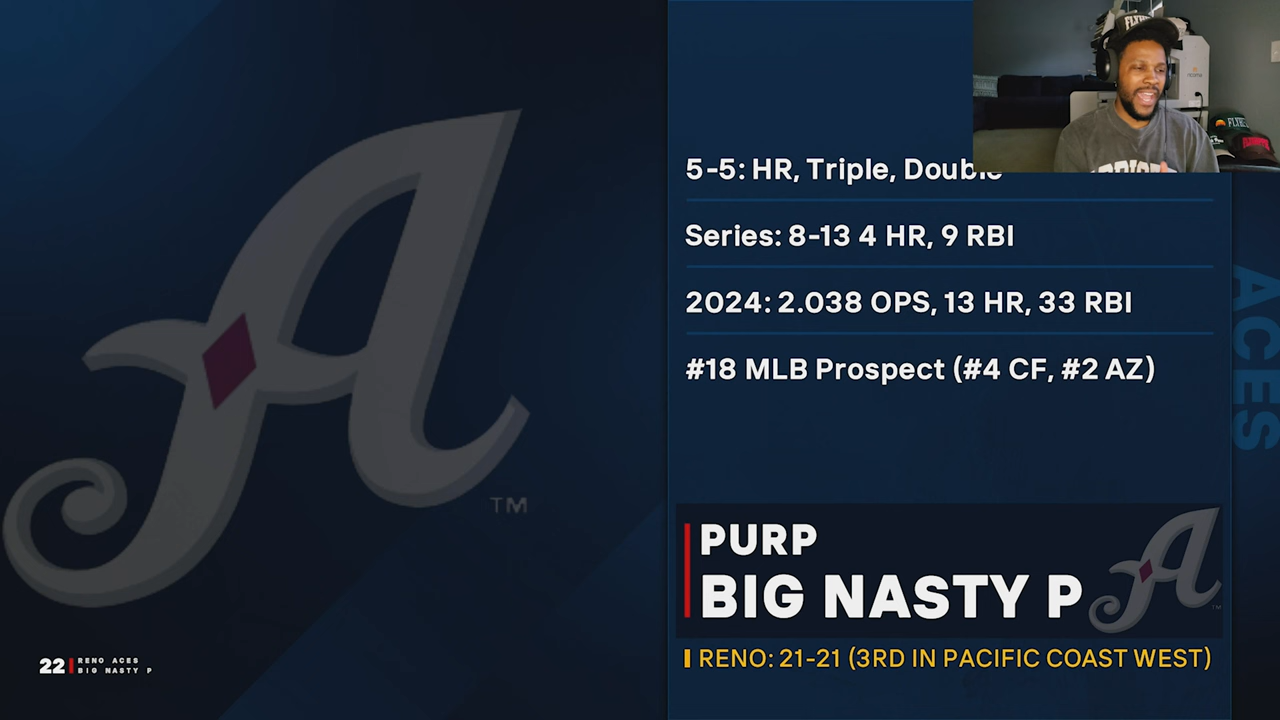 5-5: HR, Triple, Double
Series: 8-13 4 HR, 9 RBI
2024: 2.038 OPS, 13 HR, 33 RBI
#18 MLB Prospect (#4 CF, #2 AZ)
ACES
TM
PURP
BIG NASTY P
RENO: 21-21 (3RD IN PACIFIC COAST WEST)
22
RENO ACES
BIG NASTY P